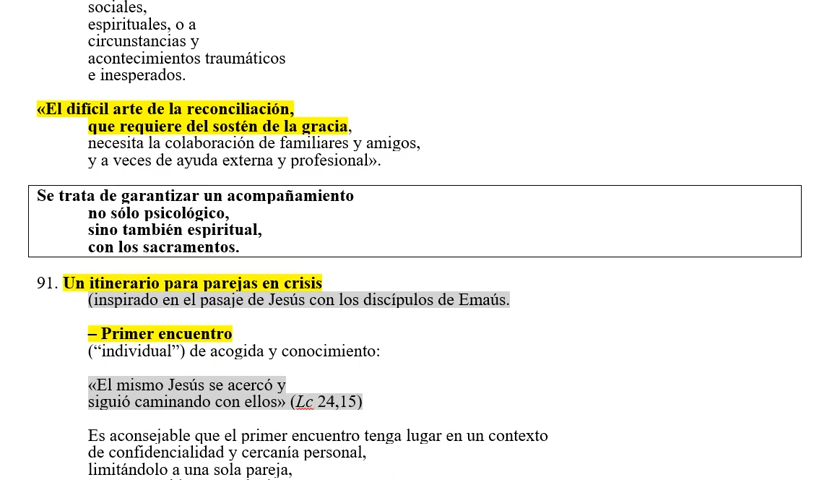 sociales,
espirituales, o a
circunstancias y
acontecimientos traumáticos
e inesperados.
«El difícil arte de la reconciliación,
que requiere del sostén de la gracia,
necesita la colaboración de familiares y amigos,
y a veces de ayuda externa y profesional».
Se trata de garantizar un acompañamiento
no sólo psicológico,
sino también espiritual,
con los sacramentos.
91. Un itinerario para parejas en crisis
(inspirado en el pasaje de Jesús con los discípulos de Emaús.
– Primer encuentro
(“individual”) de acogida y conocimiento:
«El mismo Jesús se acercó y
siguió caminando con ellos» (Lc 24,15)
Es aconsejable que el primer encuentro tenga lugar en un contexto
de confidencialidad y cercanía personal,
limitándolo a una sola pareja,